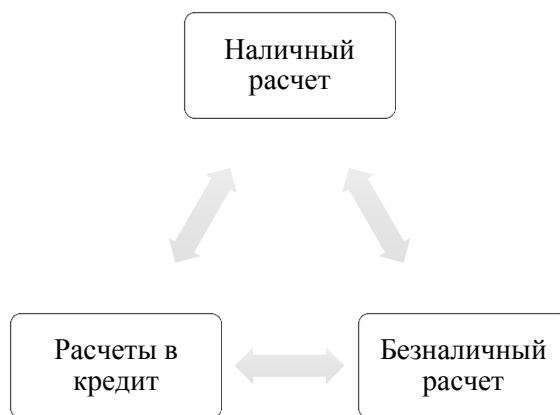 Наличный
расчет
Расчеты в
кредит
Безналичный
расчет